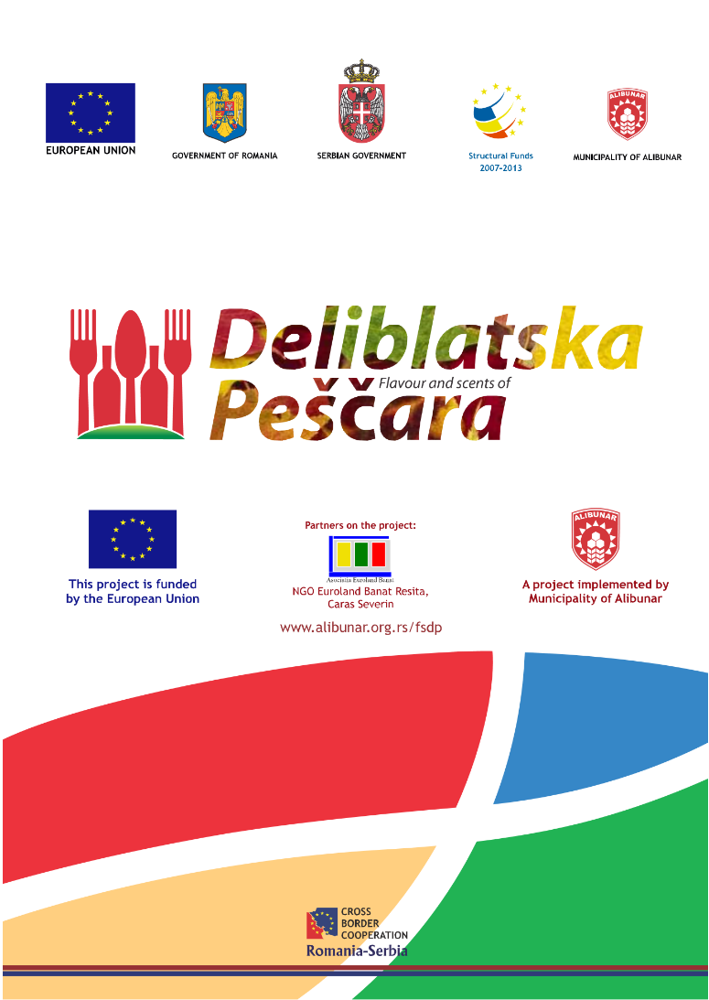 ALIBUNAR
EUROPEAN UNION
GOVERNMENT OF ROMANIA
SERBIAN GOVERNMENT
Structural Funds
2007-2013
MUNICIPALITY OF ALIBUNAR
Deliblatska
Flavour and scents of
Peščara
This project is funded
by the European Union
Partners on the project:
Asociatia Euroland Banat
NGO Euroland Banat Resita,
Caras Severin
www.alibunar.org.rs/fsdp
ALIBUNAR
A project implemented by
Municipality of Alibunar
CROSS
BORDER
COOPERATION
Romania-Serbia